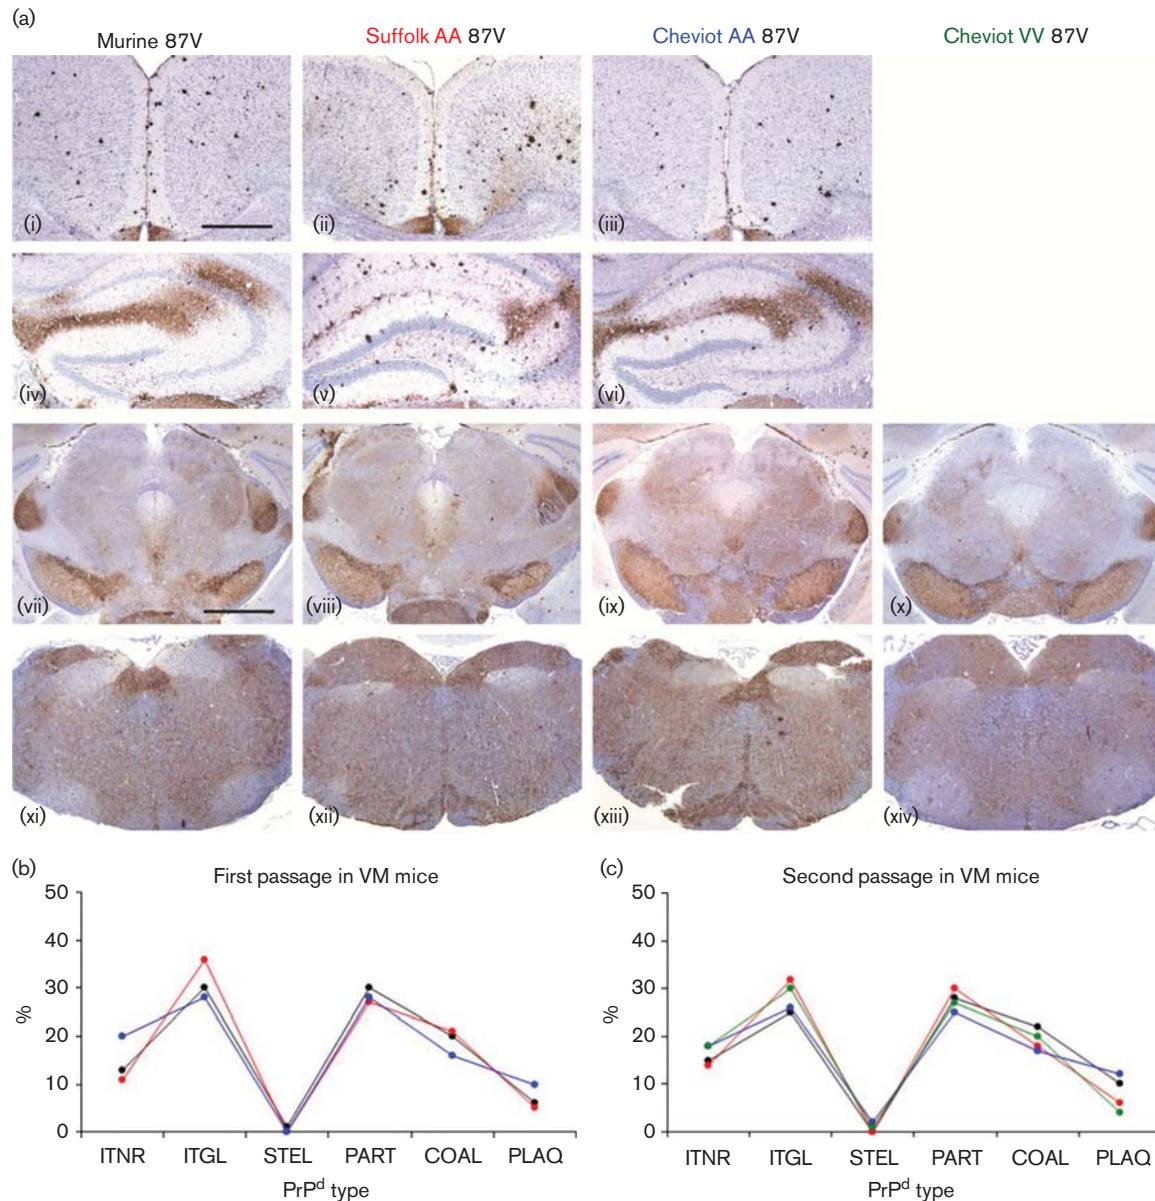 (a)
Murine 87V
Suffolk AA 87V
Cheviot AA 87V
Cheviot VV 87V
(i)
(ii)
(iii)
(iv)
(v)
(vi)
(vii)
(viii)
(ix)
(x)
(xi)
(xii)
(xiii)
(xiv)
(b)
First passage in VM mice
50
40
30
20
10
0
%
ITNR ITGL STEL PART COAL PLAQ
PrPᵈ type
(c)
Second passage in VM mice
50
40
30
20
10
0
%
ITNR ITGL STEL PART COAL PLAQ
PrPᵈ type